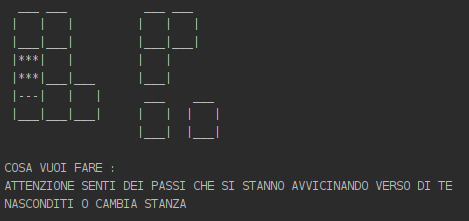 COSA VUOI FARE :
ATTENZIONE SENTI DEI PASSI CHE SI STANNO AVVICINANDO VERSO DI TE
NASCONDITI O CAMBIA STANZA